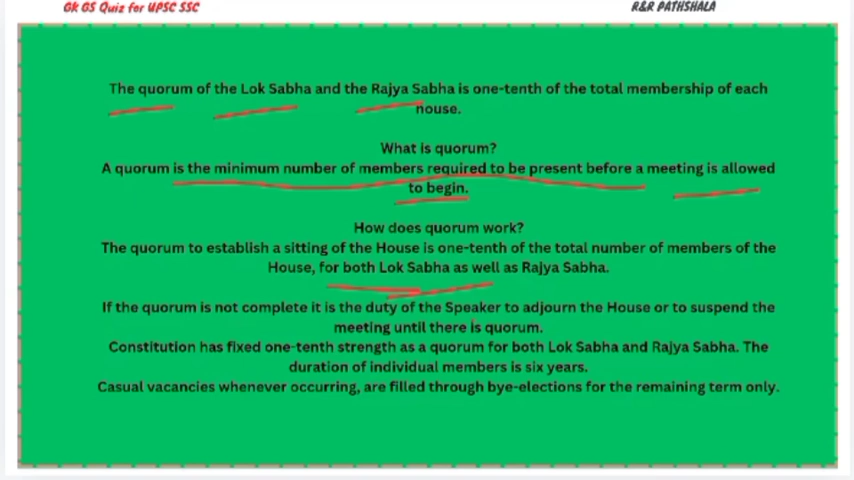 GK GS Quiz for UPSC SSC
R&R PATHSHALA
The quorum of the Lok Sabha and the Rajya Sabha is one-tenth of the total membership of each
house.
What is quorum?
A quorum is the minimum number of members required to be present before a meeting is allowed
to begin.
How does quorum work?
The quorum to establish a sitting of the House is one-tenth of the total number of members of the
House, for both Lok Sabha as well as Rajya Sabha.
If the quorum is not complete it is the duty of the Speaker to adjourn the House or to suspend the
meeting until there is quorum.
Constitution has fixed one-tenth strength as a quorum for both Lok Sabha and Rajya Sabha. The
duration of individual members is six years.
Casual vacancies whenever occurring, are filled through bye-elections for the remaining term only.